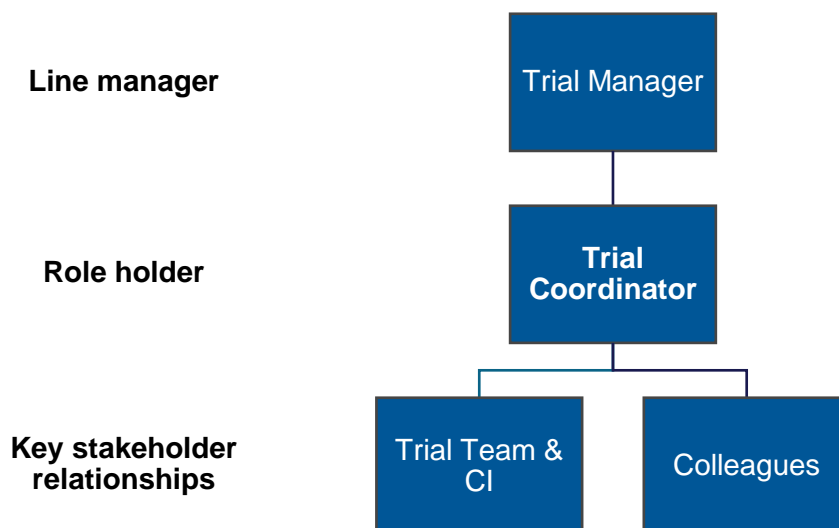 Line manager
Trial Manager
Role holder
Trial
Coordinator
Key stakeholder
relationships
Trial Team &
CI
Colleagues